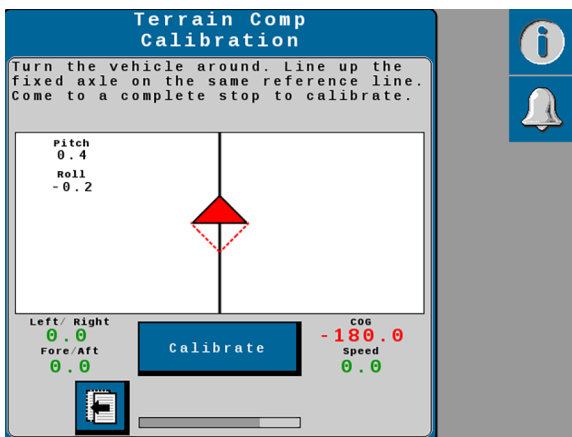 Terrain Comp
Calibration
Turn the vehicle around. Line up the
fixed axle on the same reference line.
Come to a complete stop to calibrate.
Pitch
0.4
Roll
-0.2
Left/ Right
0.0
Fore/Aft
0.0
Calibrate
COG
-180.0
Speed
0.0